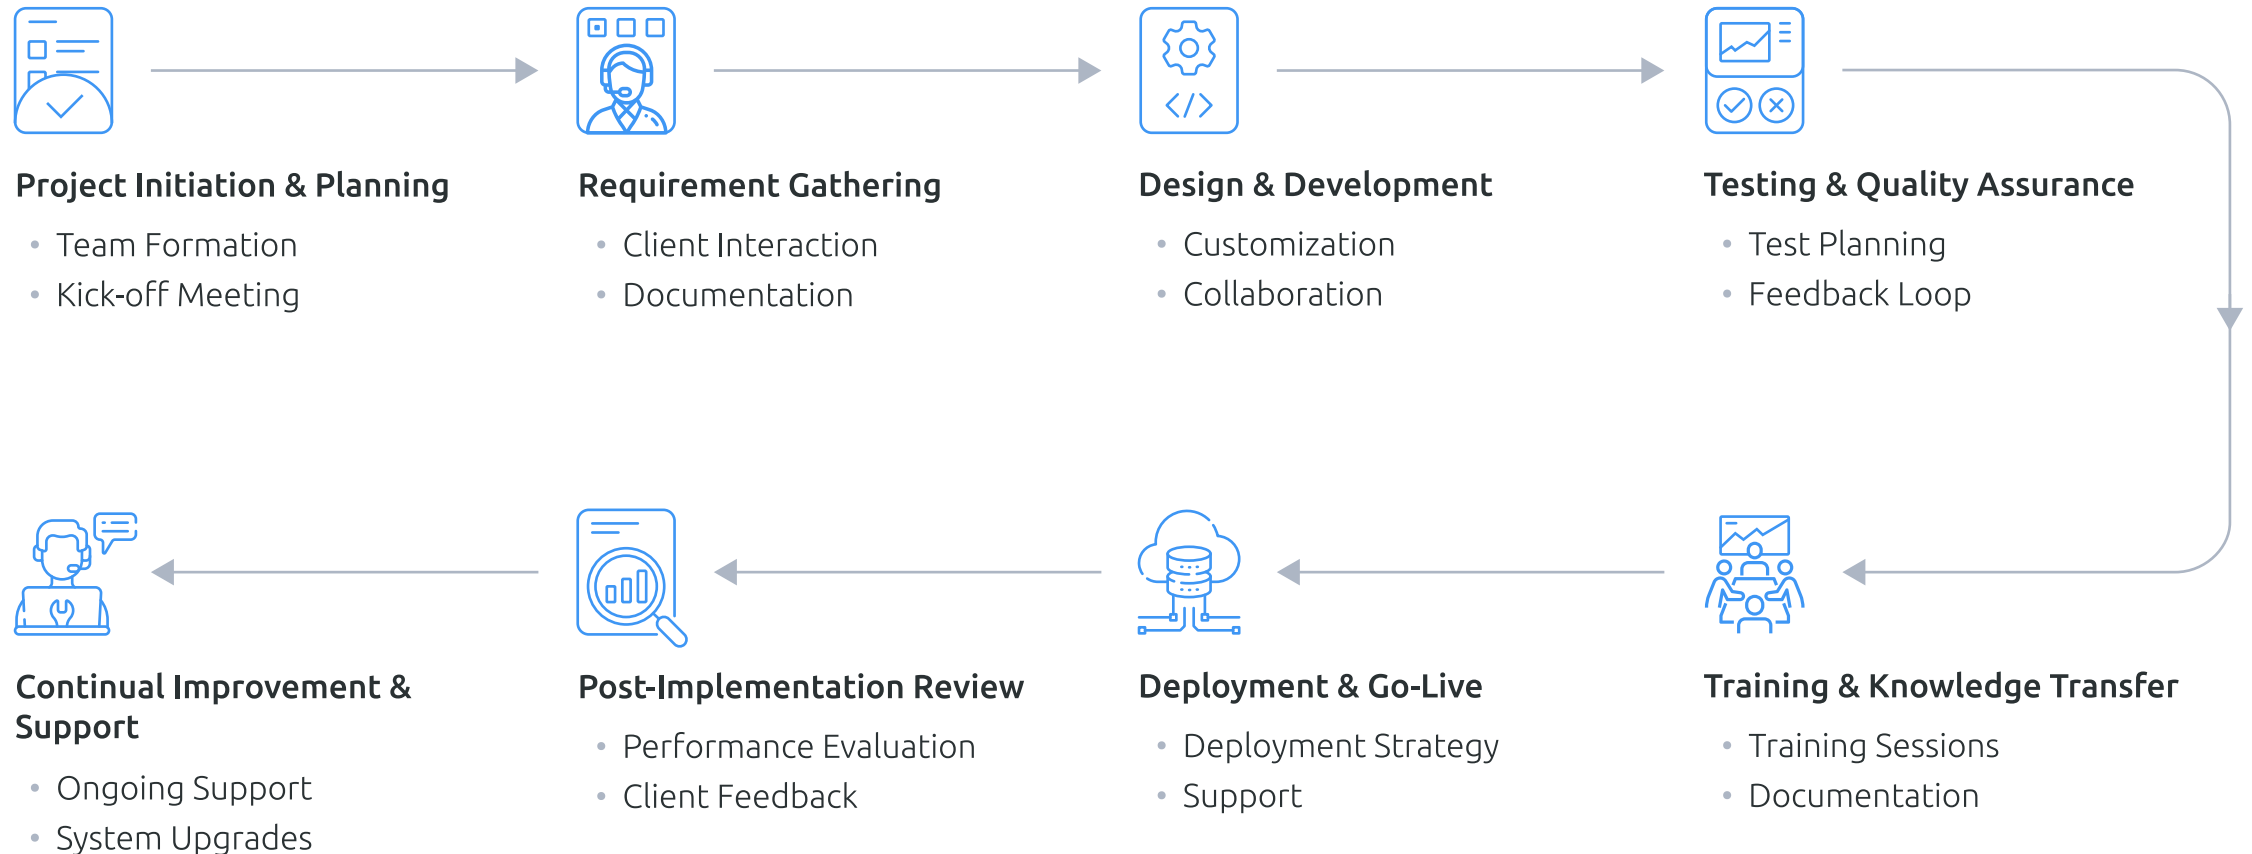 Project Initiation & Planning
• Team Formation
• Kick-off Meeting
Requirement Gathering
• Client Interaction
• Documentation
Design & Development
• Customization
• Collaboration
Testing & Quality Assurance
• Test Planning
• Feedback Loop
Training & Knowledge Transfer
• Training Sessions
• Documentation
Deployment & Go-Live
• Deployment Strategy
• Support
Post-Implementation Review
• Performance Evaluation
• Client Feedback
Continual Improvement &
Support
• Ongoing Support
• System Upgrades